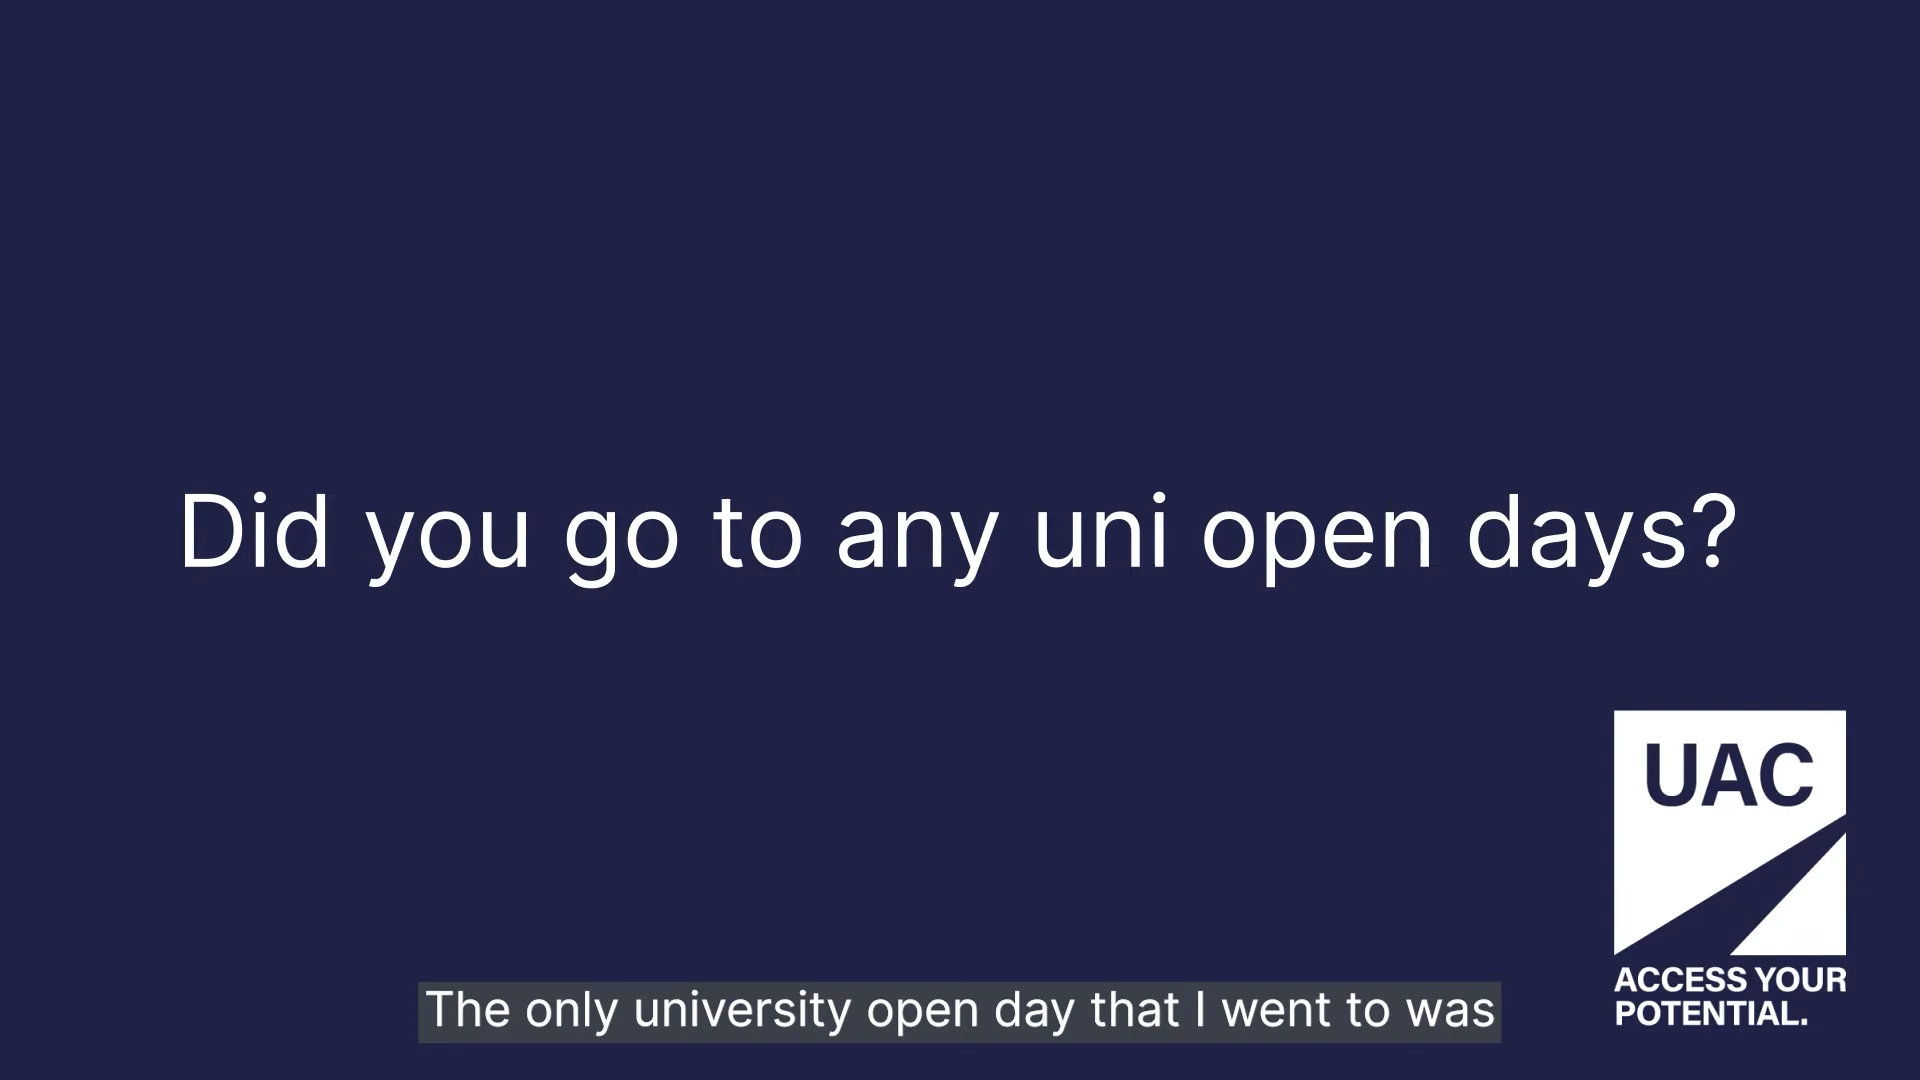 Did you go to any uni open days?
UAC
ACCESS YOUR
POTENTIAL.
The only university open day that I went to was